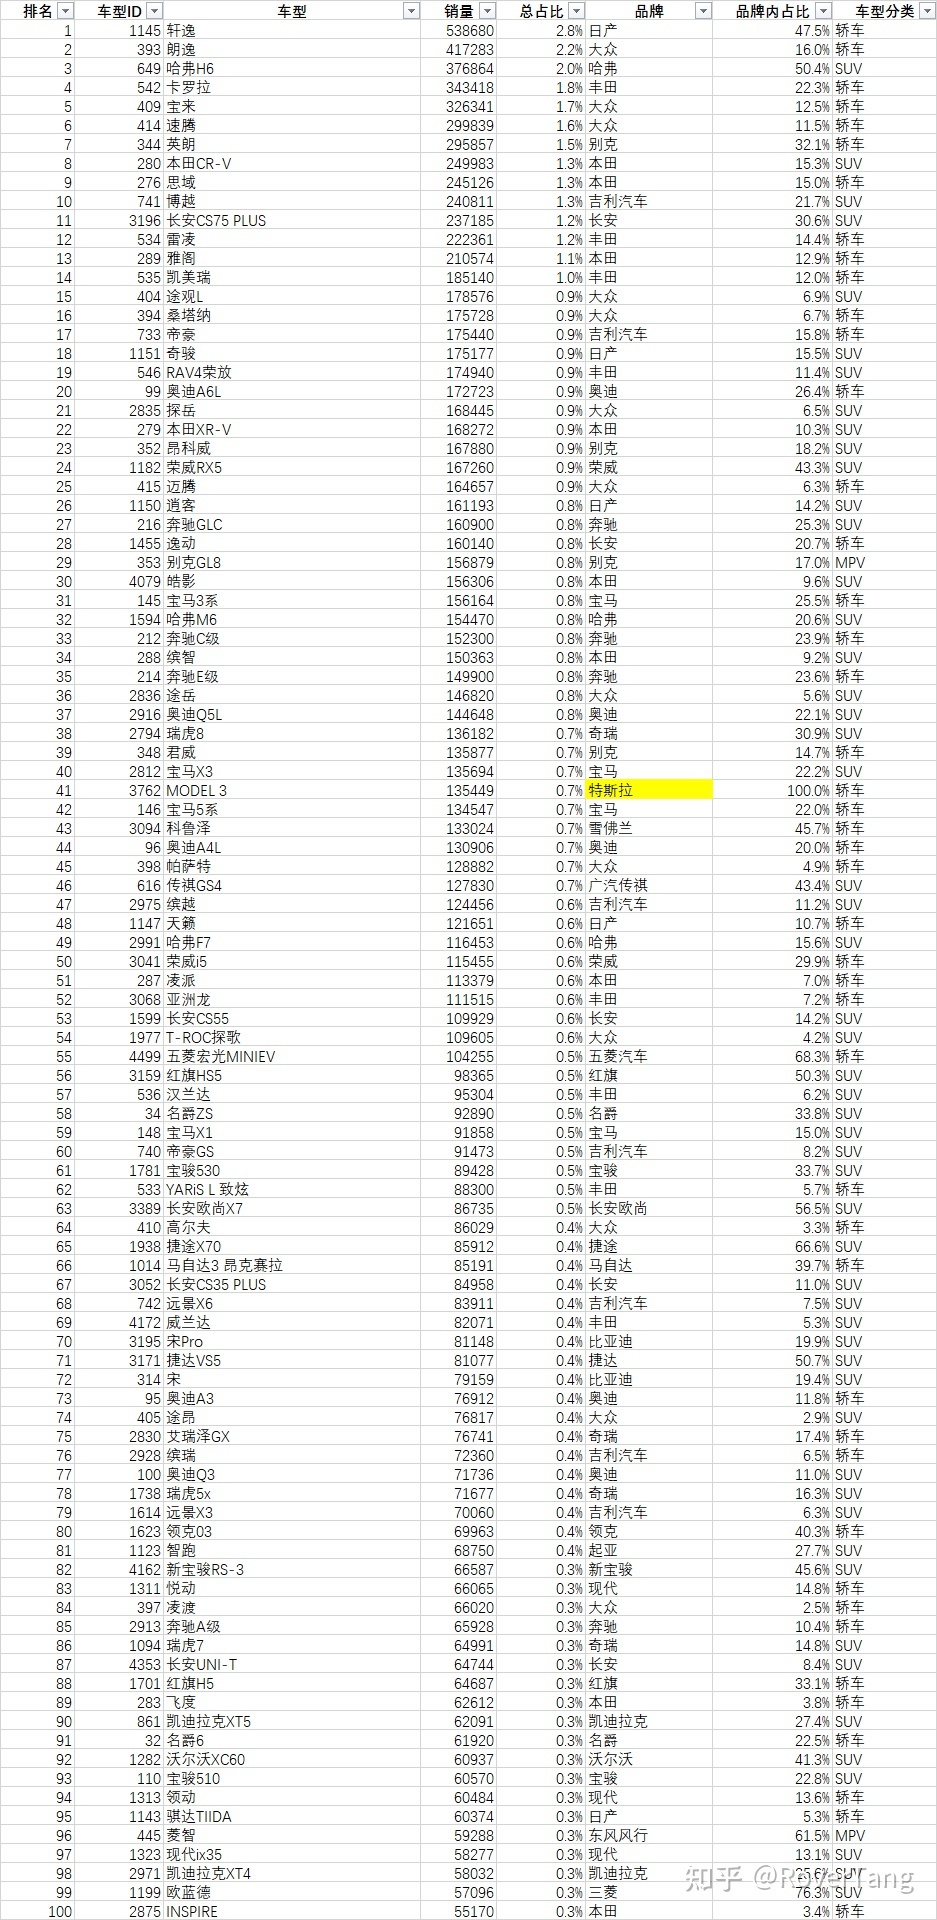 排名 车型ID 车型 销量 总占比 品牌 品牌内占比 车型分类
1 1145 轩逸 538680 2.8% 日产 47.5% 轿车
2 393 朗逸 417283 2.2% 大众 16.0% 轿车
3 649 哈弗H6 376864 2.0% 哈弗 50.4% SUV
4 542 卡罗拉 343418 1.8% 丰田 22.3% 轿车
5 409 宝来 326341 1.7% 大众 12.5% 轿车
6 414 速腾 299839 1.6% 大众 11.5% 轿车
7 344 英朗 295857 1.5% 别克 32.1% 轿车
8 280 本田CR-V 249983 1.3% 本田 15.3% SUV
9 276 思域 245126 1.3% 本田 15.0% 轿车
10 741 博越 240811 1.3% 吉利汽车 21.7% SUV
11 3196 长安CS75 PLUS 237185 1.2% 长安 30.6% SUV
12 534 雷凌 222361 1.2% 丰田 14.4% 轿车
13 289 雅阁 210574 1.1% 本田 12.9% 轿车
14 535 凯美瑞 185140 1.0% 丰田 12.0% 轿车
15 404 途观L 178576 0.9% 大众 6.9% SUV
16 394 桑塔纳 175728 0.9% 大众 6.7% 轿车
17 733 帝豪 175440 0.9% 吉利汽车 15.8% 轿车
18 1151 奇骏 175177 0.9% 日产 15.5% SUV
19 546 RAV4荣放 174940 0.9% 丰田 11.4% SUV
20 99 奥迪A6L 172723 0.9% 奥迪 26.4% 轿车
21 2835 探岳 168445 0.9% 大众 6.5% SUV
22 279 本田XR-V 168272 0.9% 本田 10.3% SUV
23 352 昂科威 167880 0.9% 别克 18.2% SUV
24 1182 荣威RX5 167260 0.9% 荣威 43.3% SUV
25 415 迈腾 164657 0.9% 大众 6.3% 轿车
26 1150 逍客 161193 0.8% 日产 14.2% SUV
27 216 奔驰GLC 160900 0.8% 奔驰 25.3% SUV
28 1455 逸动 160140 0.8% 长安 20.7% 轿车
29 353 别克GL8 156879 0.8% 别克 17.0% MPV
30 4079 皓影 156306 0.8% 本田 9.6% SUV
31 145 宝马3系 156164 0.8% 宝马 25.5% 轿车
32 1594 哈弗M6 154470 0.8% 哈弗 20.6% SUV
33 212 奔驰C级 152300 0.8% 奔驰 23.9% 轿车
34 288 缤智 150363 0.8% 本田 9.2% SUV
35 214 奔驰E级 149900 0.8% 奔驰 23.6% 轿车
36 2836 途岳 146820 0.8% 大众 5.6% SUV
37 2916 奥迪Q5L 144648 0.8% 奥迪 22.1% SUV
38 2794 瑞虎8 136182 0.7% 奇瑞 30.9% SUV
39 348 君威 135877 0.7% 别克 14.7% 轿车
40 2812 宝马X3 135694 0.7% 宝马 22.2% SUV
41 3762 MODEL 3 135449 0.7% 特斯拉 100.0% 轿车
42 146 宝马5系 134547 0.7% 宝马 22.0% 轿车
43 3094 科鲁泽 133024 0.7% 雪佛兰 45.7% 轿车
44 96 奥迪A4L 130906 0.7% 奥迪 20.0% 轿车
45 398 帕萨特 128882 0.7% 大众 4.9% 轿车
46 616 传祺GS4 127830 0.7% 广汽传祺 43.4% SUV
47 2975 缤越 124456 0.6% 吉利汽车 11.2% SUV
48 1147 天籁 121651 0.6% 日产 10.7% 轿车
49 2991 哈弗F7 116453 0.6% 哈弗 15.6% SUV
50 3041 荣威i5 115455 0.6% 荣威 29.9% 轿车
51 287 凌派 113379 0.6% 本田 7.0% 轿车
52 3068 亚洲龙 111515 0.6% 丰田 7.2% 轿车
53 1599 长安CS55 109929 0.6% 长安 14.2% SUV
54 1977 T-ROC探歌 109605 0.6% 大众 4.2% SUV
55 4499 五菱宏光MINIEV 104255 0.5% 五菱汽车 68.3% 轿车
56 3159 红旗HS5 98365 0.5% 红旗 50.3% SUV
57 536 汉兰达 95304 0.5% 丰田 6.2% SUV
58 34 名爵ZS 92890 0.5% 名爵 33.8% SUV
59 148 宝马X1 91858 0.5% 宝马 15.0% SUV
60 740 帝豪GS 91473 0.5% 吉利汽车 8.2% SUV
61 1781 宝骏530 89428 0.5% 宝骏 33.7% SUV
62 533 YARiS L 致炫 88300 0.5% 丰田 5.7% 轿车
63 3389 长安欧尚X7 86735 0.5% 长安欧尚 56.5% SUV
64 410 高尔夫 86029 0.4% 大众 3.3% 轿车
65 1938 捷途X70 85912 0.4% 捷途 66.6% SUV
66 1014 马自达3 昂克赛拉 85191 0.4% 马自达 39.7% 轿车
67 3052 长安CS35 PLUS 84958 0.4% 长安 11.0% SUV
68 742 远景X6 83911 0.4% 吉利汽车 7.5% SUV
69 4172 威兰达 82071 0.4% 丰田 5.3% SUV
70 3195 宋Pro 81148 0.4% 比亚迪 19.9% SUV
71 3171 捷达VS5 81077 0.4% 捷达 50.7% SUV
72 314 宋 79159 0.4% 比亚迪 19.4% SUV
73 95 奥迪A3 76912 0.4% 奥迪 11.8% 轿车
74 405 途昂 76817 0.4% 大众 2.9% SUV
75 2830 艾瑞泽GX 76741 0.4% 奇瑞 17.4% 轿车
76 2928 缤瑞 72360 0.4% 吉利汽车 6.5% 轿车
77 100 奥迪Q3 71736 0.4% 奥迪 11.0% SUV
78 1738 瑞虎5x 71677 0.4% 奇瑞 16.3% SUV
79 1614 远景X3 70060 0.4% 吉利汽车 6.3% SUV
80 1623 领克03 69963 0.4% 领克 40.3% 轿车
81 1123 智跑 68750 0.4% 起亚 27.7% SUV
82 4162 新宝骏RS-3 66587 0.3% 新宝骏 45.6% SUV
83 1311 悦动 66065 0.3% 现代 14.8% 轿车
84 397 凌渡 66020 0.3% 大众 2.5% 轿车
85 2913 奔驰A级 65928 0.3% 奔驰 10.4% 轿车
86 1094 瑞虎7 64991 0.3% 奇瑞 14.8% SUV
87 4353 长安UNI-T 64744 0.3% 长安 8.4% SUV
88 1701 红旗H5 64687 0.3% 红旗 33.1% 轿车
89 283 飞度 62612 0.3% 本田 3.8% 轿车
90 861 凯迪拉克XT5 62091 0.3% 凯迪拉克 27.4% SUV
91 32 名爵6 61920 0.3% 名爵 22.5% 轿车
92 1282 沃尔沃XC60 60937 0.3% 沃尔沃 41.3% SUV
93 110 宝骏510 60570 0.3% 宝骏 22.8% SUV
94 1313 领动 60484 0.3% 现代 13.6% 轿车
95 1143 骐达TIIDA 60374 0.3% 日产 5.3% 轿车
96 445 菱智 59288 0.3% 东风风行 61.5% MPV
97 1323 现代ix35 58277 0.3% 现代 13.1% SUV
98 2971 凯迪拉克XT4 58032 0.3% 凯迪拉克 25.6% SUV
99 1199 欧蓝德 57096 0.3% 三菱 76.3% SUV
100 2875 INSPIRE 55170 0.3% 本田 3.4% 轿车
知乎 @RoverTang